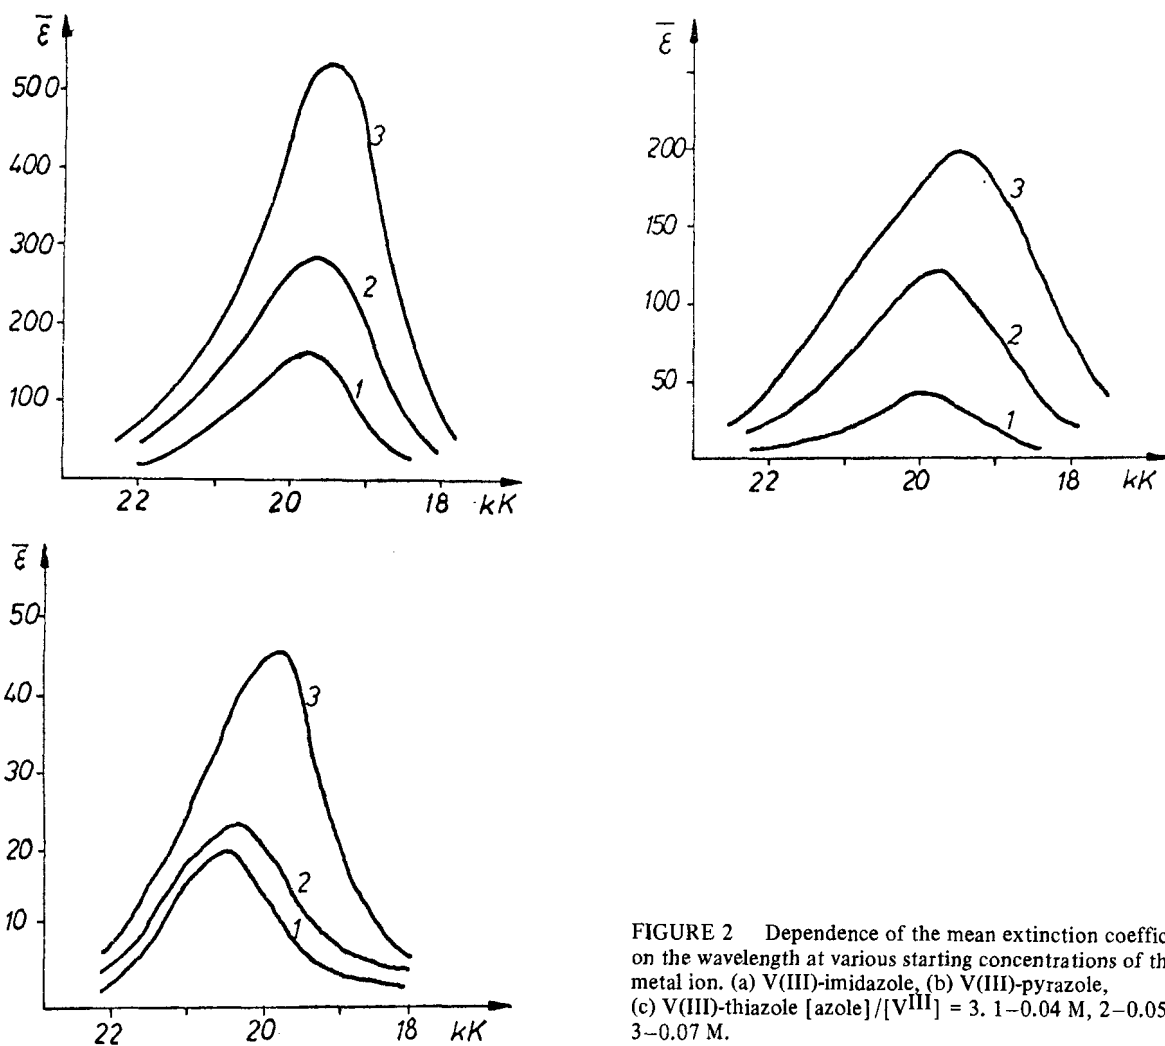 ε̅
500
400
300
200
100
3
2
1
22 20 18 kK
ε̅
200
150
100
50
3
2
1
22 20 18 kK
ε̅
50
40
30
20
10
3
2
1
22 20 18 kK
FIGURE 2 Dependence of the mean extinction
on the wavelength at various starting concentrations of
metal ion. (a) V(III)-imidazole, (b) V(III)-pyrazole,
(c) V(III)-thiazole [azole]/[V^III] = 3. 1–0.04 M, 2–0.05
3–0.07 M.